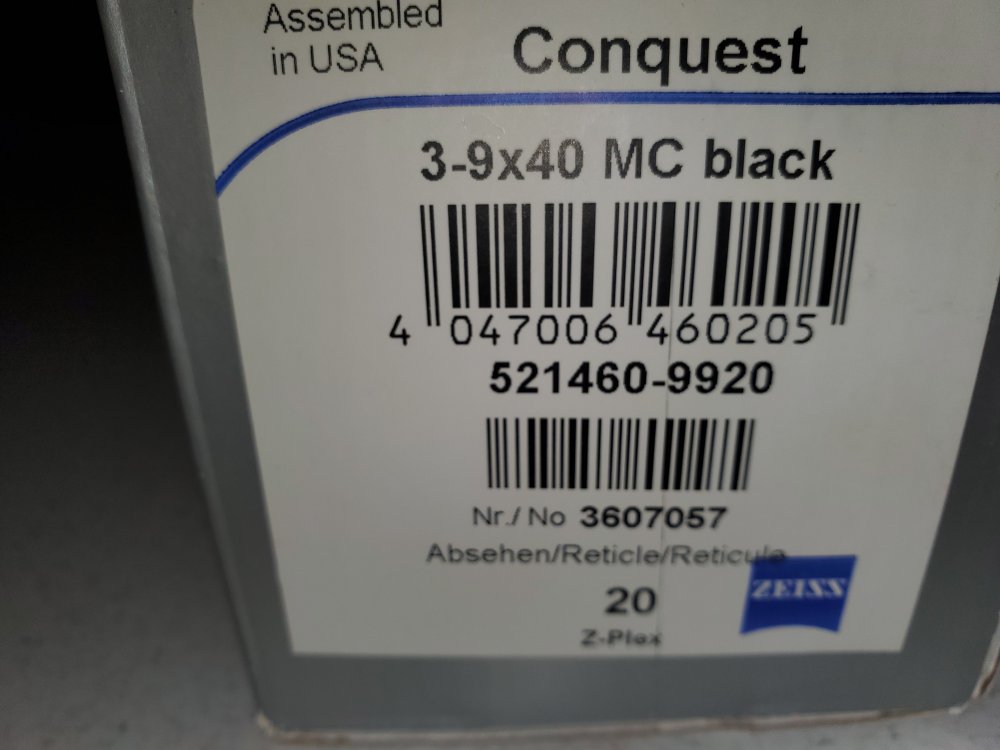 Assembled
in USA
Conquest
3-9x40 MC black
4 047006 460205
521460-9920
Nr./ No 3607057
Absehen/Reticle/Reticule
20
Z-Plex
ZEISS